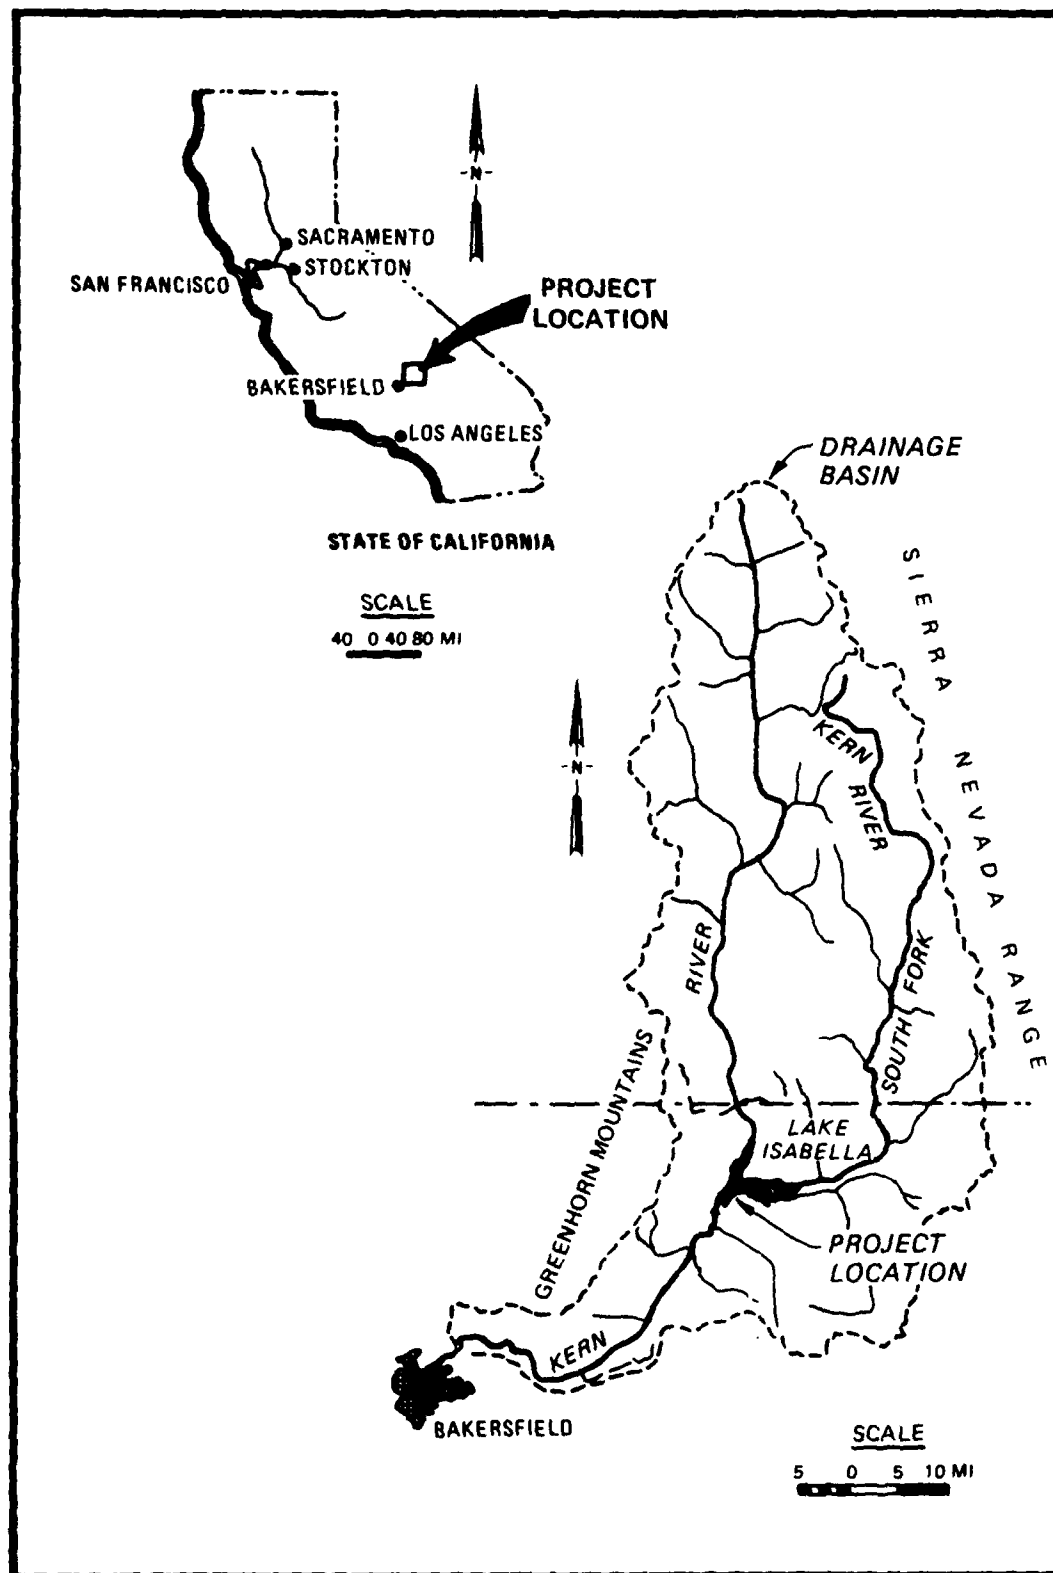 -N-
SACRAMENTO
STOCKTON
SAN FRANCISCO
PROJECT
LOCATION
BAKERSFIELD
LOS ANGELES
STATE OF CALIFORNIA
SCALE
40 0 40 80 MI
DRAINAGE
BASIN
SIERRA NEVADA RANGE
-N-
KERN
RIVER
RIVER
SOUTH FORK
GREENHORN MOUNTAINS
LAKE
ISABELLA
PROJECT
LOCATION
KERN
BAKERSFIELD
SCALE
5 0 5 10 MI